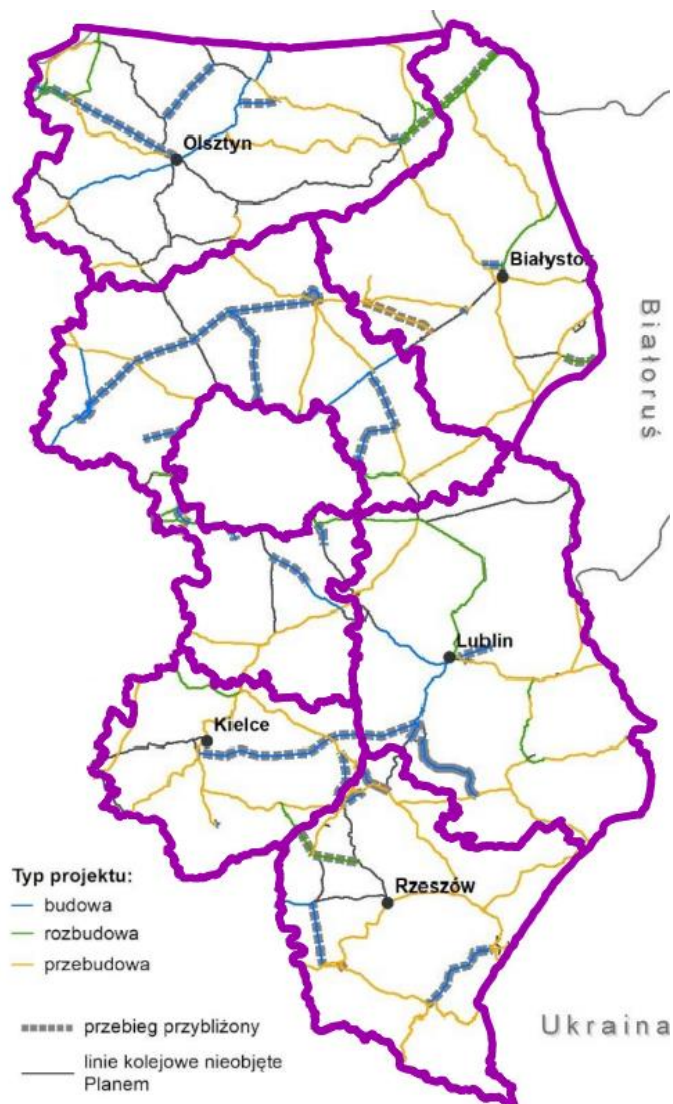 Olsztyn
Białystok
Białoruś
Lublin
Kielce
Typ projektu:
budowa
rozbudowa
przebudowa
Rzeszów
przebieg przybliżony
linie kolejowe nieobjęte
Planem
Ukraina